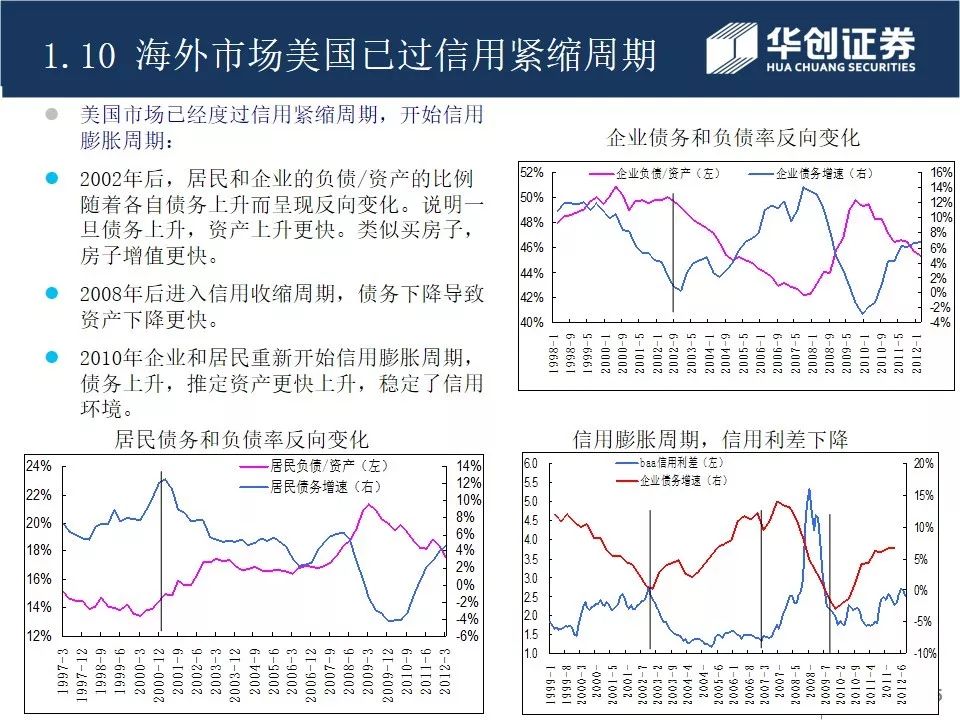 1.10 海外市场美国已过信用紧缩周期
华创证券
HUA CHUANG SECURITIES
美国市场已经度过信用紧缩周期，开始信用
膨胀周期：
2002年后，居民和企业的负债/资产的比例
随着各自债务上升而呈现反向变化。说明一
旦债务上升，资产上升更快。类似买房子，
房子增值更快。
2008年后进入信用收缩周期，债务下降导致
资产下降更快。
2010年企业和居民重新开始信用膨胀周期，
债务上升，推定资产更快上升，稳定了信用
环境。
企业债务和负债率反向变化
企业负债/资产（左） 企业债务增速（右）
52% 16%
14%
50% 12%
10%
48% 8%
46% 6%
4%
44% 2%
0%
42% -2%
40% -4%
1998-1 1998-9 1999-5 2000-1 2000-9 2001-5 2002-1 2002-9 2003-5 2004-1 2004-9 2005-5 2006-1 2006-9 2007-5 2008-1 2008-9 2009-5 2010-1 2010-9 2011-5 2012-1
居民债务和负债率反向变化
居民负债/资产（左）
居民债务增速（右）
24% 14%
12%
22% 10%
8%
20% 6%
18% 4%
2%
16% 0%
14% -2%
-4%
12% -6%
1997-3 1997-12 1998-9 1999-6 2000-3 2000-12 2001-9 2002-6 2003-3 2003-12 2004-9 2005-6 2006-3 2006-12 2007-9 2008-6 2009-3 2009-12 2010-9 2011-6 2012-3
信用膨胀周期，信用利差下降
baa信用利差（左）
企业债务增速（右）
6.0 20%
5.5
5.0 15%
4.5
4.0 10%
3.5 5%
3.0
2.5 0%
2.0 -5%
1.5
1.0 -10%
1999-1 1999-8 2000-3 2000- 2001-5 2001- 2002-7 2003-2 2003-9 2004-4 2004- 2005-6 2006-1 2006-8 2007-3 2007- 2008-5 2008- 2009-7 2010-2 2010-9 2011-4 2011- 2012-6